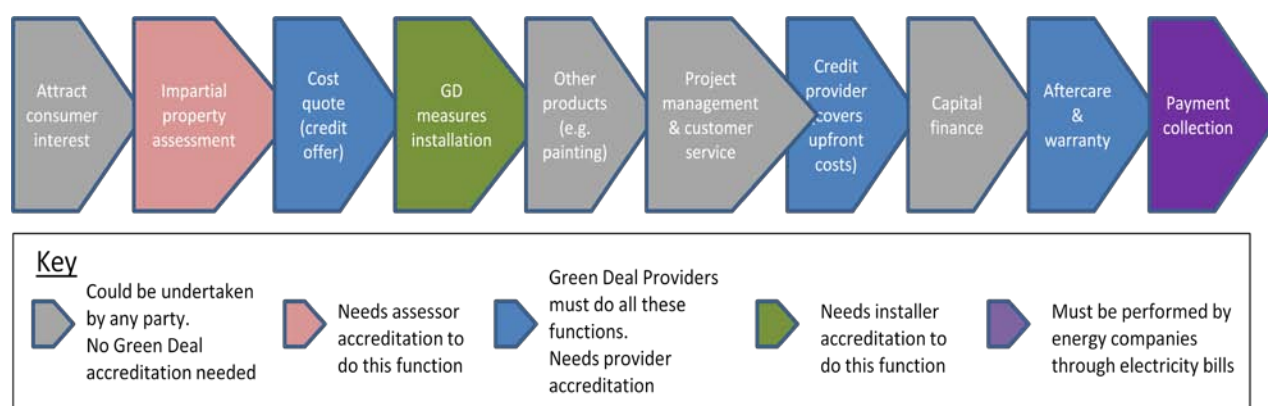 Attract
consumer
interest
Impartial
property
assessment
Cost
quote
(credit
offer)
GD
measures
installation
Other
products
(e.g.
painting)
Project
management
& customer
service
Credit
provider
(covers
upfront
costs)
Capital
finance
Aftercare
&
warranty
Payment
collection
Key
Could be undertaken
by any party.
No Green Deal
accreditation needed
Needs assessor
accreditation to
do this function
Green Deal Providers
must do all these
functions.
Needs provider
accreditation
Needs installer
accreditation to
do this function
Must be performed by
energy companies
through electricity bills